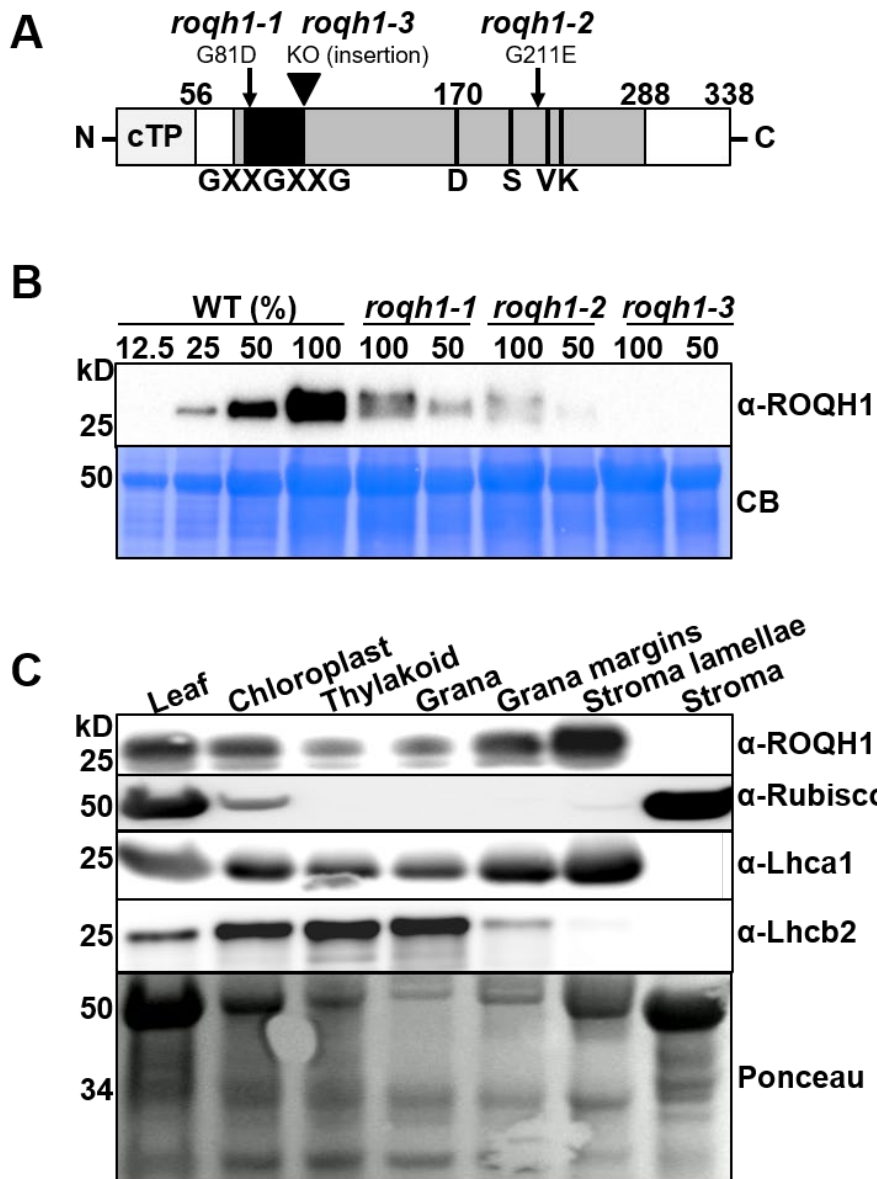 A
roqh1-1 roqh1-3 roqh1-2
G81D KO (insertion) G211E
56 170 288 338
N cTP C
GXXGXXG D S VK
B
WT (%) roqh1-1 roqh1-2 roqh1-3
12.5 25 50 100 100 50 100 50 100 50
kD
25 α-ROQH1
50 CB
C
Leaf Chloroplast Thylakoid Grana Grana margins Stroma lamellae Stroma
kD
25 α-ROQH1
50 α-Rubisco
25 α-Lhca1
25 α-Lhcb2
50
34 Ponceau